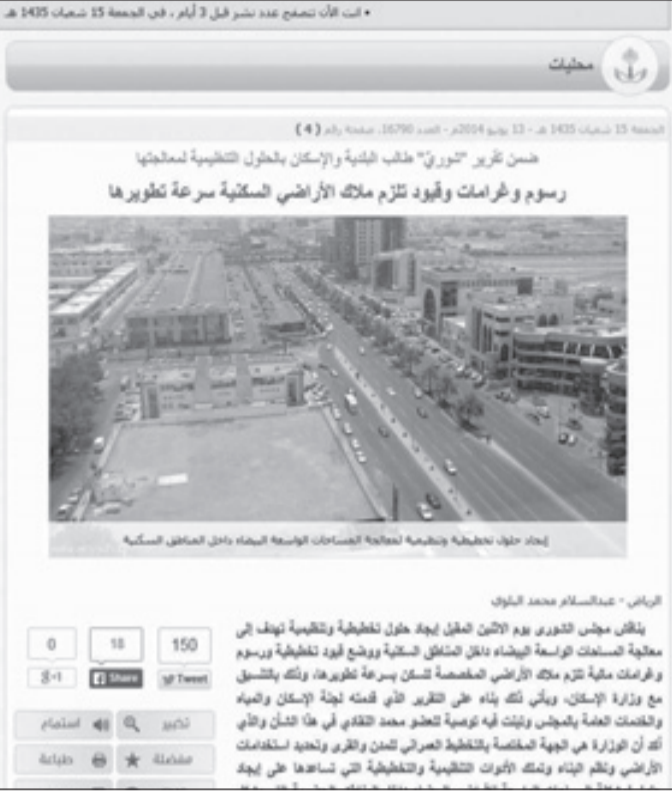 • انت الآن تتصفح عدد نشر قبل 3 أيام ، في الجمعة 15 شعبان 1435 هـ
محليات
الجمعة 15 شعبان 1435 هـ - 13 يونيو 2014م - العدد 16790، صفحة رقم ( 4 )
ضمن تقرير "شوري" طالب البلدية والإسكان بالحلول التنظيمية لمعالجتها
رسوم وغرامات وقيود تلزم ملاك الأراضي السكنية سرعة تطويرها
إيجاد حلول تخطيطية وتنظيمية لمعالجة المساحات الواسعة البيضاء داخل المناطق السكنية
الرياض - عبدالسلام محمد البلوي
يناقش مجلس الشورى يوم الاثنين المقبل إيجاد حلول تخطيطية وتنظيمية تهدف إلى
معالجة المساحات الواسعة البيضاء داخل المناطق السكنية ووضع قيود تخطيطية ورسوم
وغرامات مالية تلزم ملاك الأراضي المخصصة للسكن بسرعة تطويرها، وذلك بالتنسيق
مع وزارة الإسكان، ويأتي ذلك بناء على التقرير الذي قدمته لجنة الإسكان والمياه
والخدمات العامة بالمجلس وتبنت فيه توصية للعضو محمد النقادي في هذا الشأن والذي
أكد أن الوزارة هي الجهة المختصة بالتخطيط العمراني للمدن والقرى وتحديد استخدامات
الأراضي ونظم البناء وتملك الأدوات التنظيمية والتخطيطية التي تساعدها على إيجاد
150 18 0
Tweet Share +1
تكبير استماع
مفضلة طباعة